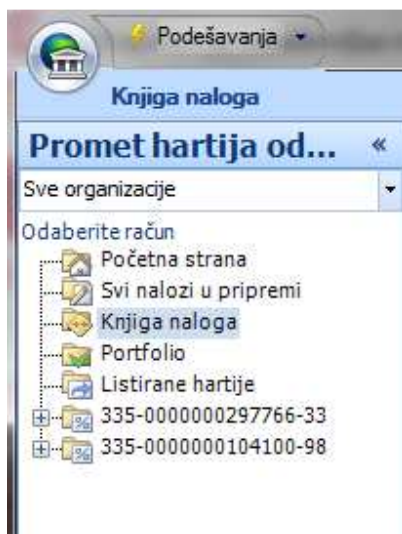 Podešavanja
Knjiga naloga
Promet hartija od... «
Sve organizacije
Odaberite račun
Početna strana
Svi nalozi u pripremi
Knjiga naloga
Portfolio
Listirane hartije
335-0000000297766-33
335-0000000104100-98